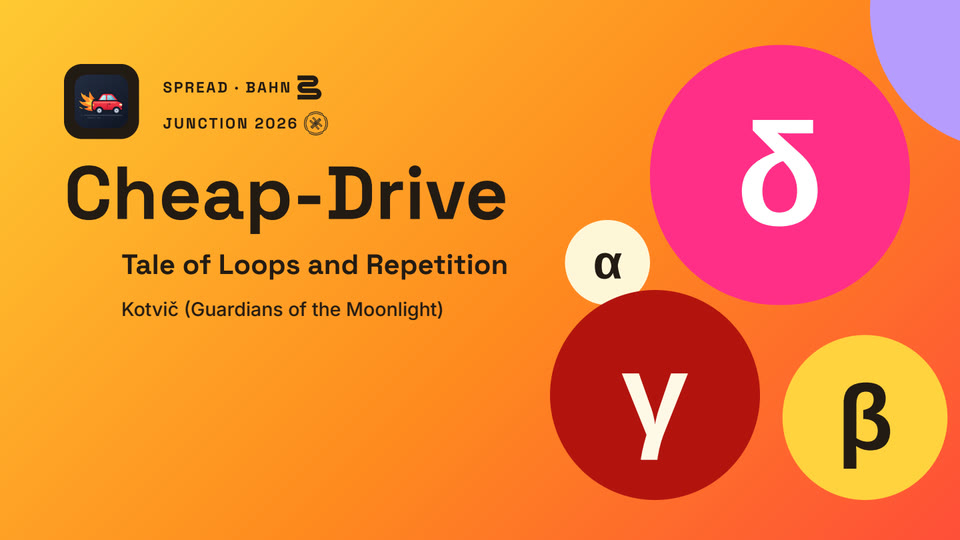 SPREAD · BAHN
JUNCTION 2026
Cheap-Drive
Tale of Loops and Repetition
Kotvič (Guardians of the Moonlight)
δ
α
γ
β